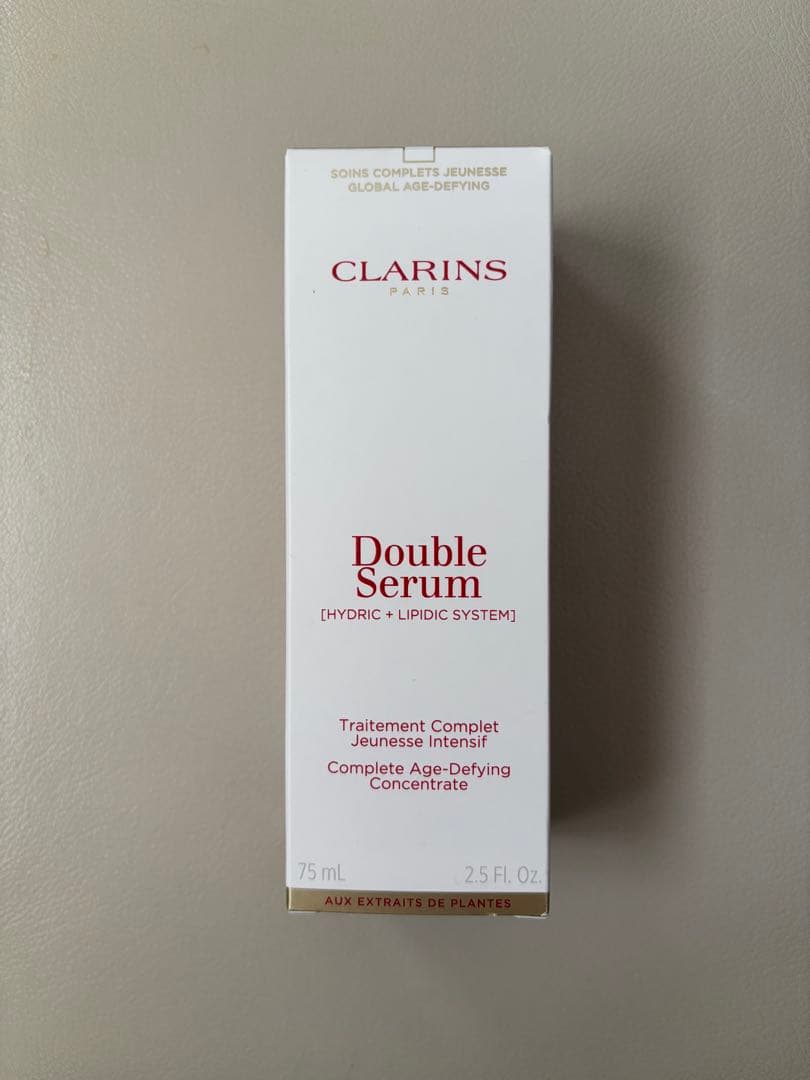 SOINS COMPLETS JEUNESSE
GLOBAL AGE-DEFYING
CLARINS
PARIS
Double
Serum
[HYDRIC + LIPIDIC SYSTEM]
Traitement Complet
Jeunesse Intensif
Complete Age-Defying
Concentrate
75 mL 2.5 Fl. Oz.
AUX EXTRAITS DE PLANTES